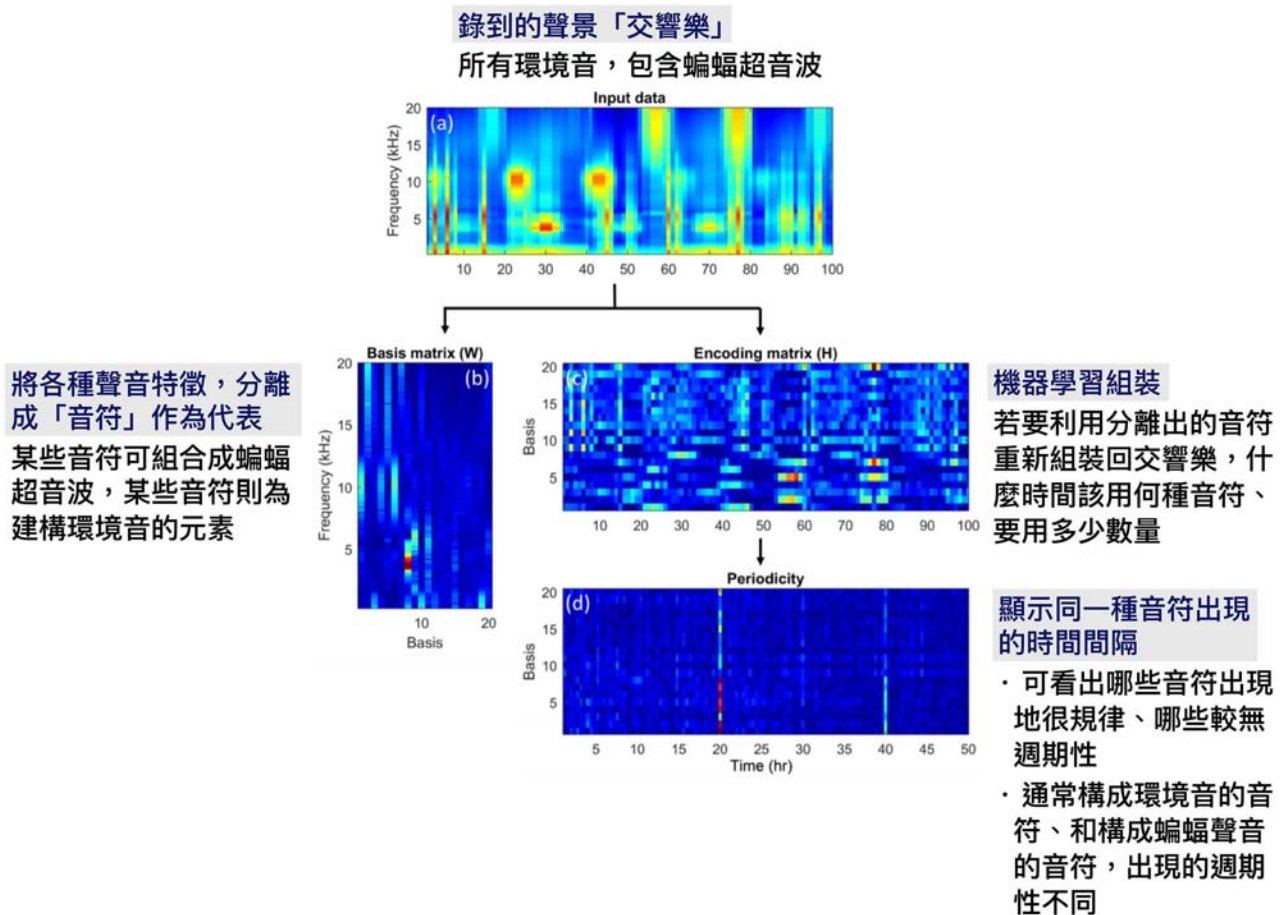 錄到的聲景「交響樂」
所有環境音，包含蝙蝠超音波
Input data
(a)
Frequency (kHz)
20
15
10
5
10 20 30 40 50 60 70 80 90 100
將各種聲音特徵，分離
成「音符」作為代表
某些音符可組合成蝙蝠
超音波，某些音符則為
建構環境音的元素
Basis matrix (W)
(b)
Frequency (kHz)
20
15
10
5
10 20
Basis
Encoding matrix (H)
(c)
Basis
20
15
10
5
10 20 30 40 50 60 70 80 90 100
機器學習組裝
若要利用分離出的音符
重新組裝回交響樂，什
麼時間該用何種音符、
要用多少數量
Periodicity
(d)
Basis
20
15
10
5
5 10 15 20 25 30 35 40 45 50
Time (hr)
顯示同一種音符出現
的時間間隔
·可看出哪些音符出現
地很規律、哪些較無
週期性
·通常構成環境音的音
符、和構成蝙蝠聲音
的音符，出現的週期
性不同